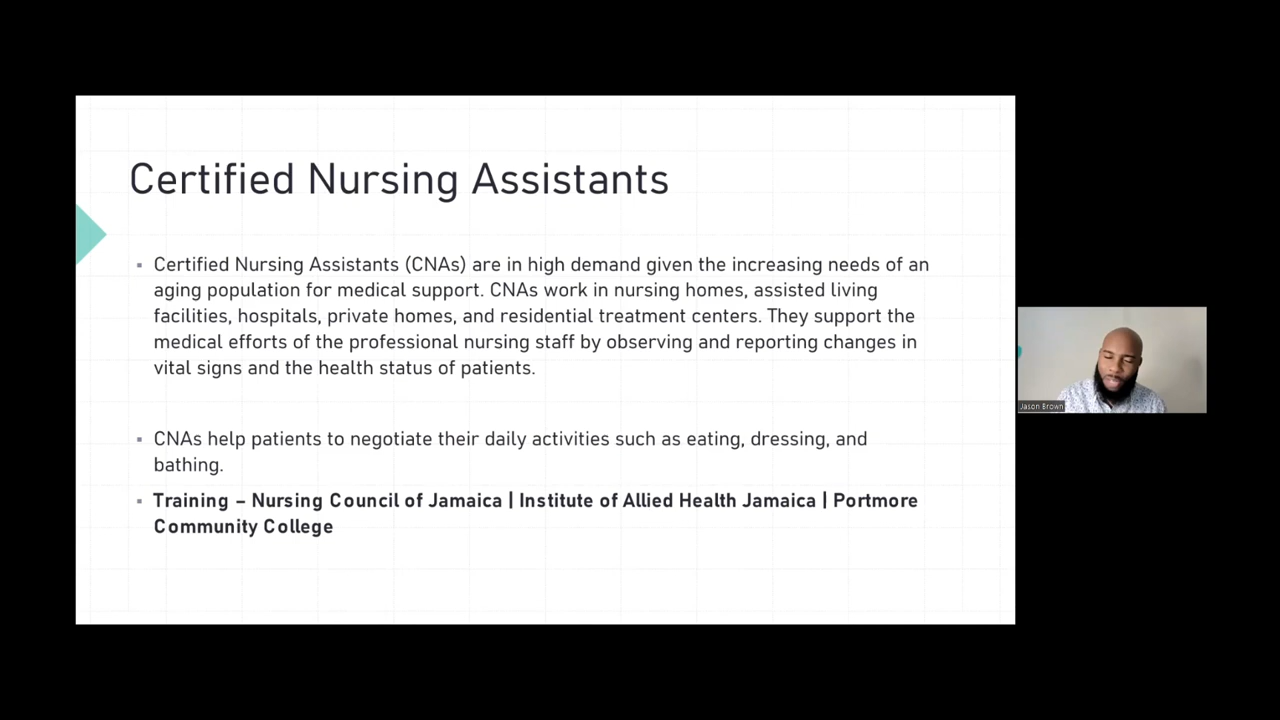 Certified Nursing Assistants
▪ Certified Nursing Assistants (CNAs) are in high demand given the increasing needs of an
aging population for medical support. CNAs work in nursing homes, assisted living
facilities, hospitals, private homes, and residential treatment centers. They support the
medical efforts of the professional nursing staff by observing and reporting changes in
vital signs and the health status of patients.
▪ CNAs help patients to negotiate their daily activities such as eating, dressing, and
bathing.
▪ Training – Nursing Council of Jamaica | Institute of Allied Health Jamaica | Portmore
Community College
Jason Brown